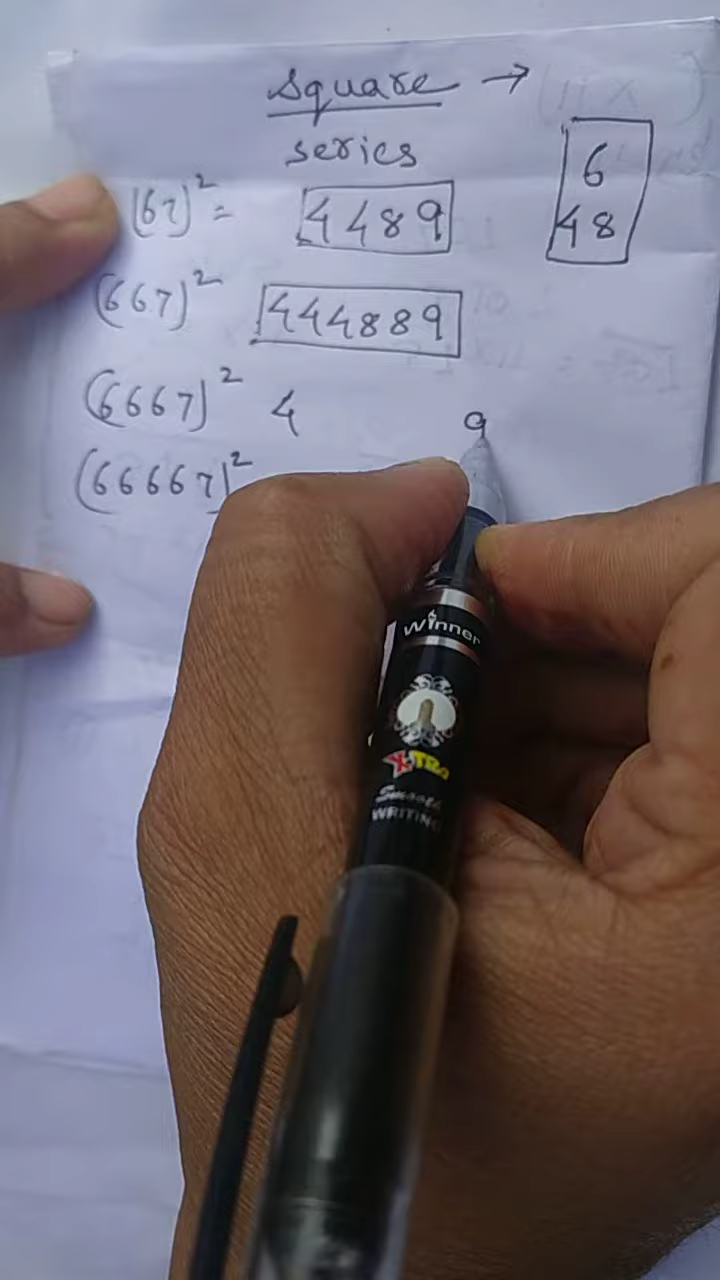 Square →
series
(67)² = 4489
6
48
(667)² 444889
(6667)² 4 9
(66667)²
Winner
XTRa
Smooth
WRITING